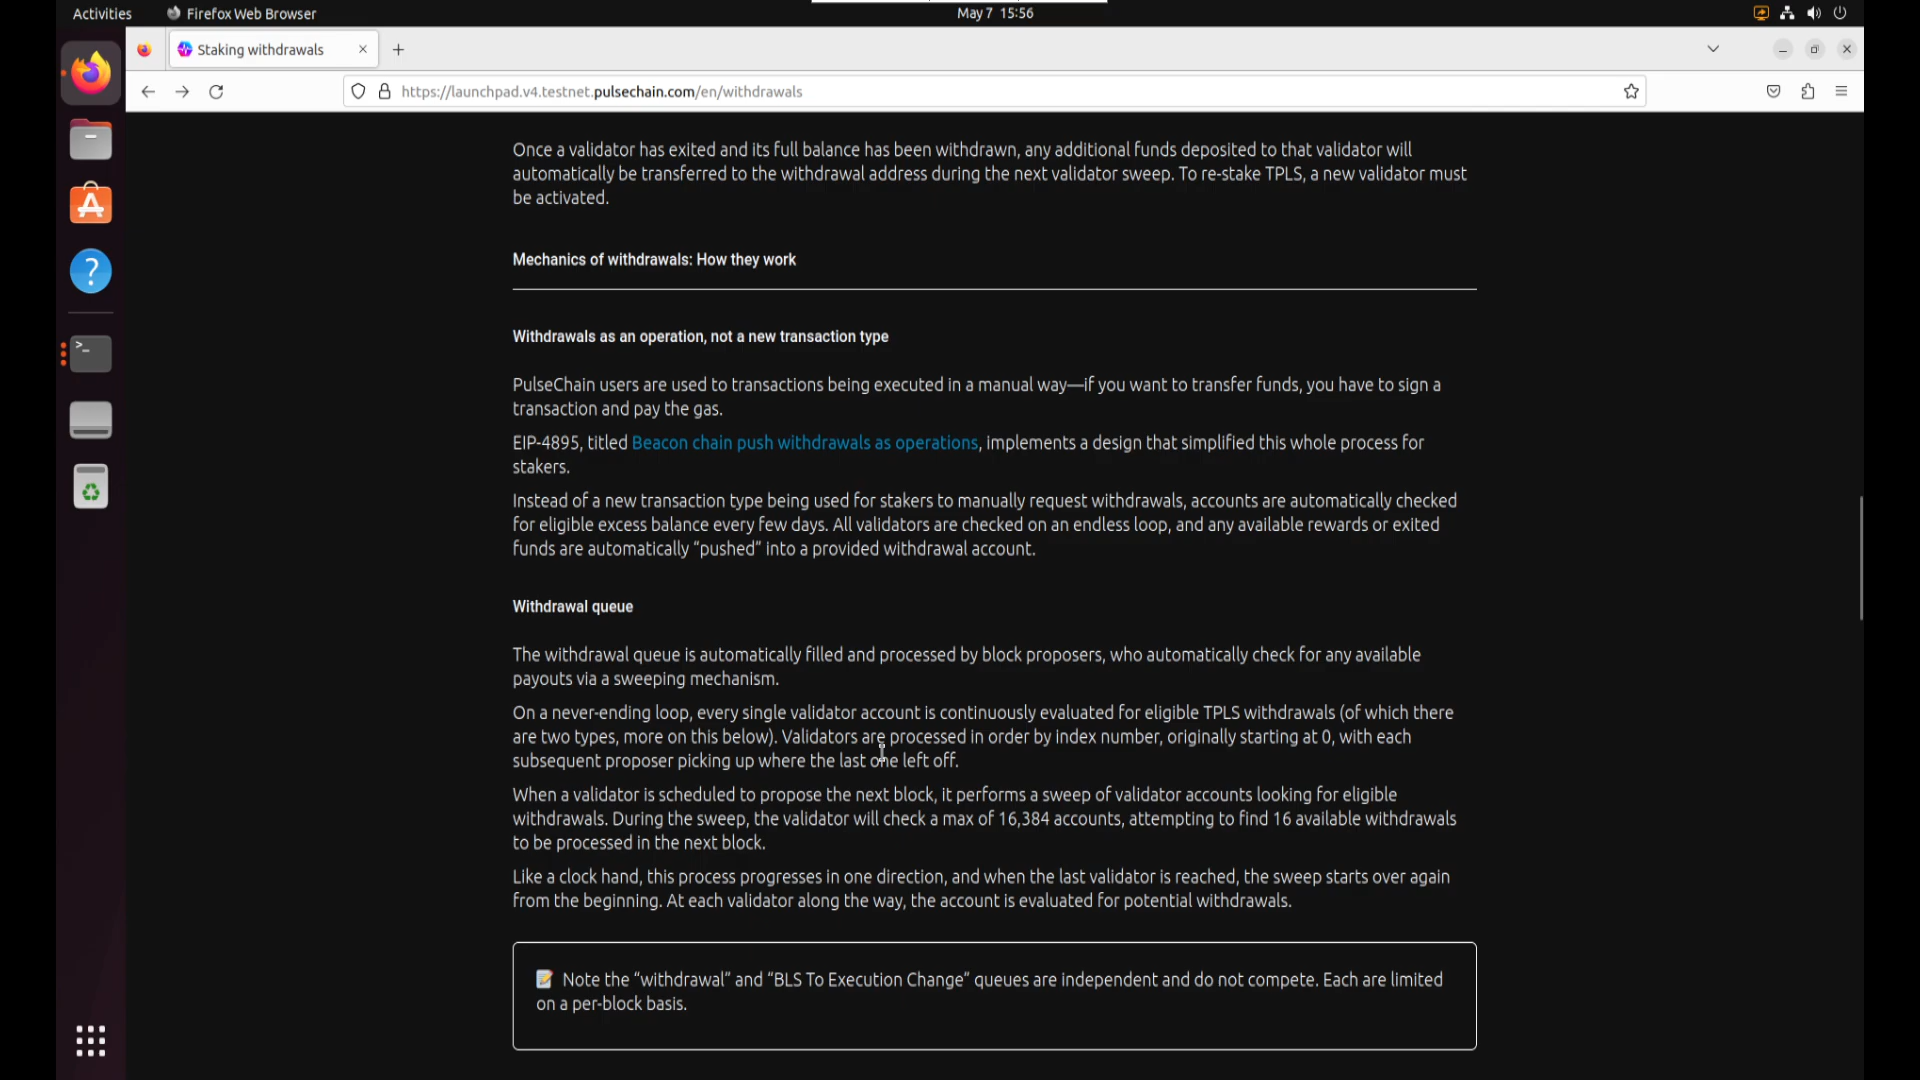 Activities
Firefox Web Browser
May 7 15:56
Staking withdrawals
https://launchpad.v4.testnet.pulsechain.com/en/withdrawals
Once a validator has exited and its full balance has been withdrawn, any additional funds deposited to that validator will
automatically be transferred to the withdrawal address during the next validator sweep. To re-stake TPLS, a new validator must
be activated.
Mechanics of withdrawals: How they work
Withdrawals as an operation, not a new transaction type
PulseChain users are used to transactions being executed in a manual way—if you want to transfer funds, you have to sign a
transaction and pay the gas.
EIP-4895, titled Beacon chain push withdrawals as operations, implements a design that simplified this whole process for
stakers.
Instead of a new transaction type being used for stakers to manually request withdrawals, accounts are automatically checked
for eligible excess balance every few days. All validators are checked on an endless loop, and any available rewards or exited
funds are automatically “pushed” into a provided withdrawal account.
Withdrawal queue
The withdrawal queue is automatically filled and processed by block proposers, who automatically check for any available
payouts via a sweeping mechanism.
On a never-ending loop, every single validator account is continuously evaluated for eligible TPLS withdrawals (of which there
are two types, more on this below). Validators are processed in order by index number, originally starting at 0, with each
subsequent proposer picking up where the last one left off.
When a validator is scheduled to propose the next block, it performs a sweep of validator accounts looking for eligible
withdrawals. During the sweep, the validator will check a max of 16,384 accounts, attempting to find 16 available withdrawals
to be processed in the next block.
Like a clock hand, this process progresses in one direction, and when the last validator is reached, the sweep starts over again
from the beginning. At each validator along the way, the account is evaluated for potential withdrawals.
Note the “withdrawal” and “BLS To Execution Change” queues are independent and do not compete. Each are limited
on a per-block basis.